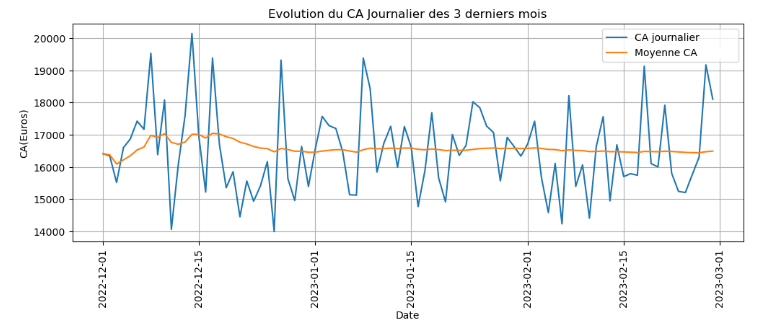 Evolution du CA Journalier des 3 derniers mois
CA journalier
Moyenne CA
20000
19000
18000
17000
16000
15000
14000
CA(Euros)
2022-12-01
2022-12-15
2023-01-01
2023-01-15
2023-02-01
2023-02-15
2023-03-01
Date